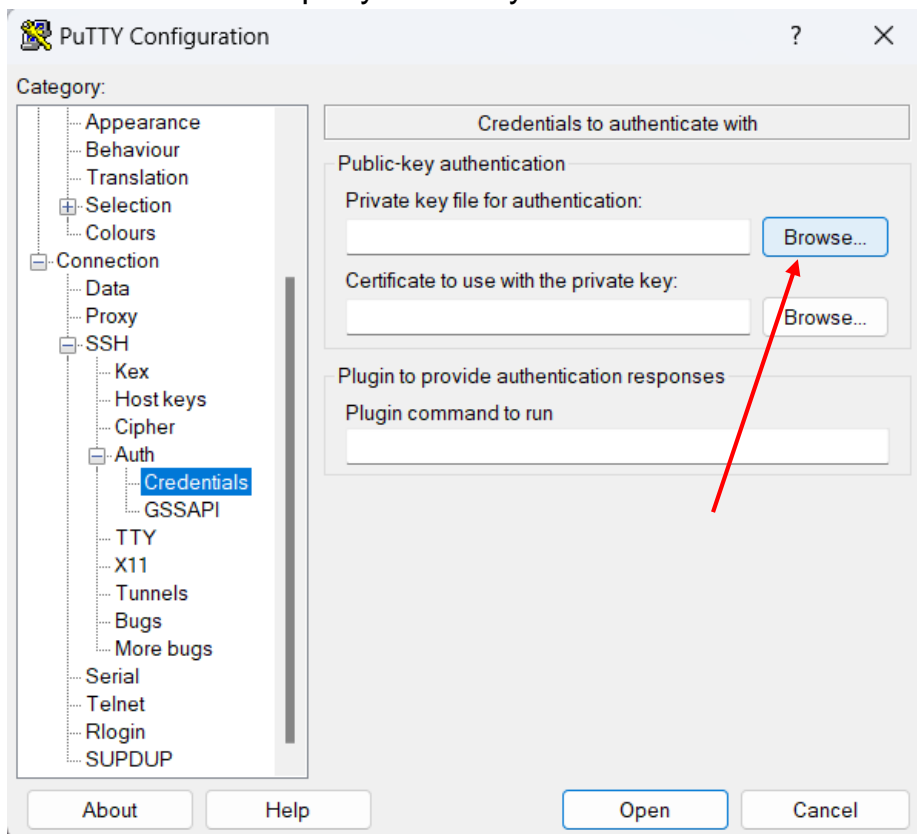 PuTTY Configuration ?
Category:
Appearance
Behaviour
Translation
Selection
Colours
Connection
Data
Proxy
SSH
Kex
Host keys
Cipher
Auth
Credentials
GSSAPI
TTY
X11
Tunnels
Bugs
More bugs
Serial
Telnet
Rlogin
SUPDUP
Credentials to authenticate with
Public-key authentication
Private key file for authentication:
Browse...
Certificate to use with the private key:
Browse...
Plugin to provide authentication responses
Plugin command to run
About Help Open Cancel